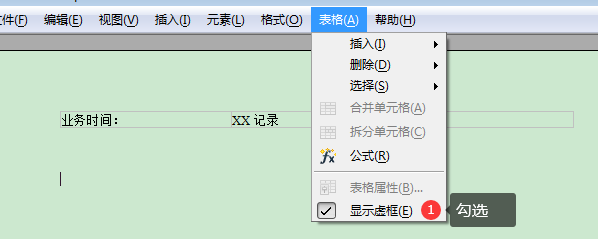 文件(F) 编辑(E) 视图(V) 插入(I) 元素(L) 格式(O) 表格(A) 帮助(H)
插入(I)
删除(D)
选择(S)
合并单元格(A)
业务时间： XX 记录
拆分单元格(C)
fx 公式(R)
表格属性(B)...
显示虚框(E) 1 勾选